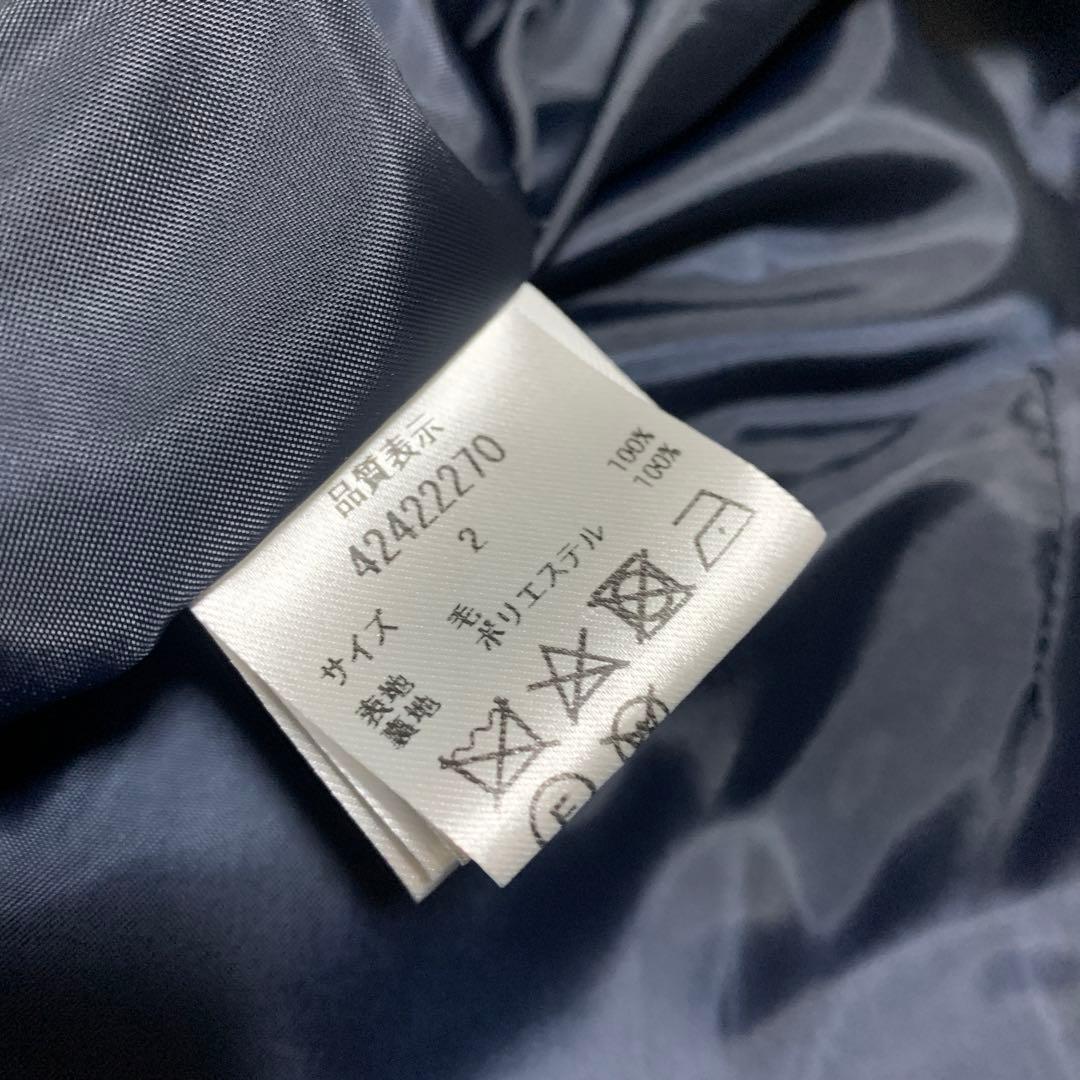 品質表示
42422270
サイズ 2
表地 毛 100%
裏地 ポリエステル 100%
F
W